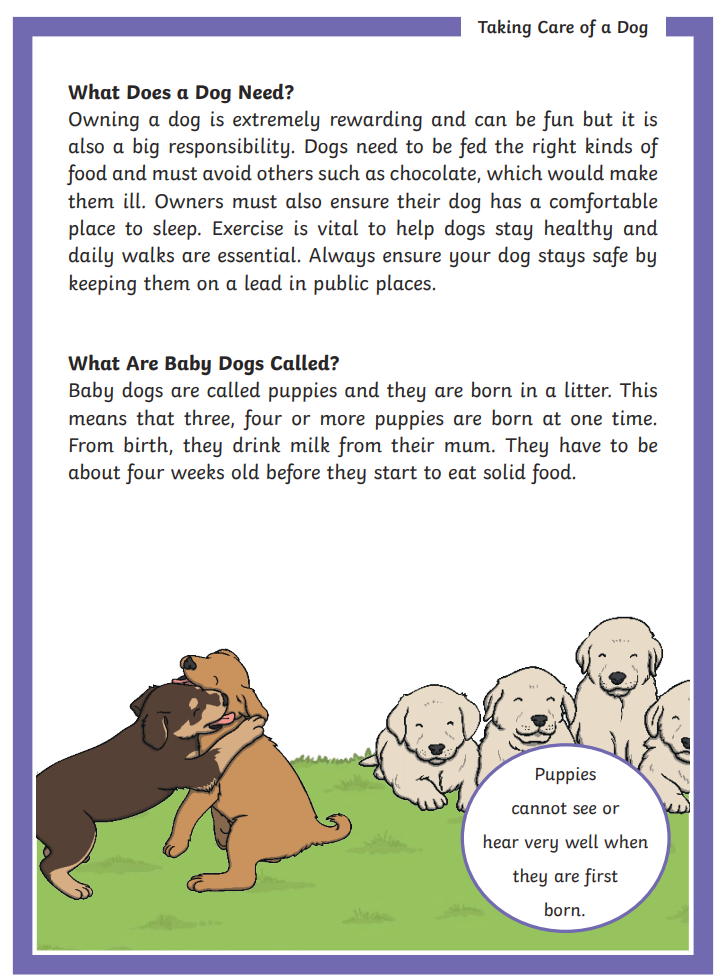 Taking Care of a Dog
What Does a Dog Need?
Owning a dog is extremely rewarding and can be fun but it is
also a big responsibility. Dogs need to be fed the right kinds of
food and must avoid others such as chocolate, which would make
them ill. Owners must also ensure their dog has a comfortable
place to sleep. Exercise is vital to help dogs stay healthy and
daily walks are essential. Always ensure your dog stays safe by
keeping them on a lead in public places.
What Are Baby Dogs Called?
Baby dogs are called puppies and they are born in a litter. This
means that three, four or more puppies are born at one time.
From birth, they drink milk from their mum. They have to be
about four weeks old before they start to eat solid food.
Puppies
cannot see or
hear very well when
they are first
born.